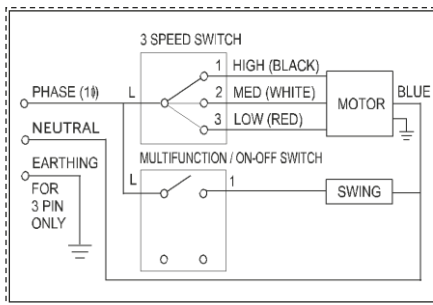 3 SPEED SWITCH
1 HIGH (BLACK)
PHASE (1ϕ) L 2 MED (WHITE) MOTOR BLUE
3 LOW (RED)
NEUTRAL
EARTHING
FOR
3 PIN
ONLY
MULTIFUNCTION / ON-OFF SWITCH
L 1 SWING